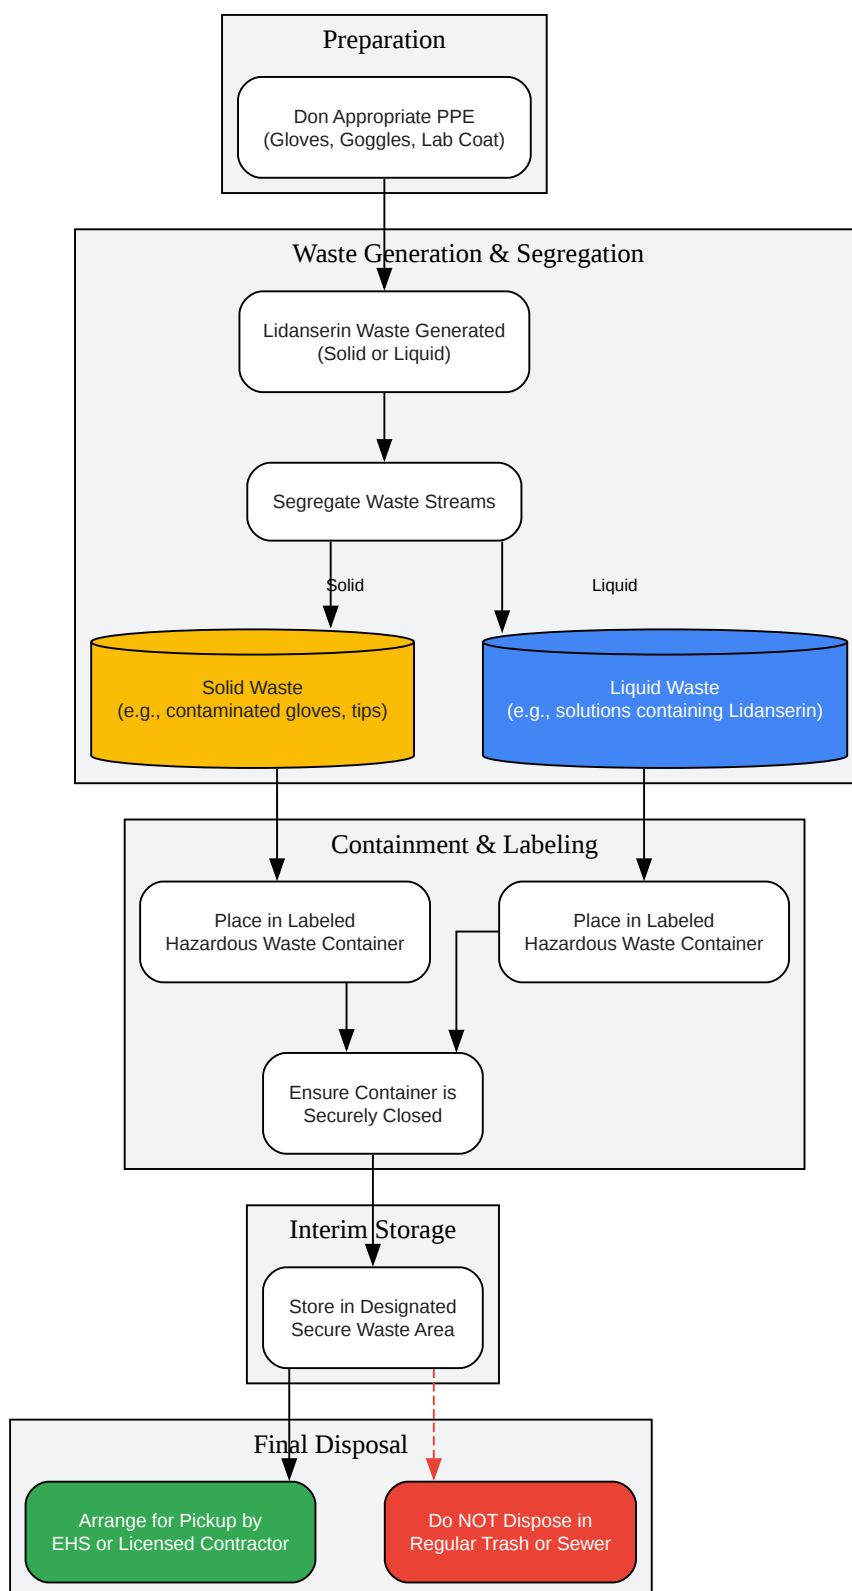 Preparation
Don Appropriate PPE
(Gloves, Goggles, Lab Coat)
Waste Generation & Segregation
Lidanserin Waste Generated
(Solid or Liquid)
Segregate Waste Streams
Solid
Liquid
Solid Waste
(e.g., contaminated gloves, tips)
Liquid Waste
(e.g., solutions containing Lidanserin)
Containment & Labeling
Place in Labeled
Hazardous Waste Container
Place in Labeled
Hazardous Waste Container
Ensure Container is
Securely Closed
Interim Storage
Store in Designated
Secure Waste Area
Final Disposal
Arrange for Pickup by
EHS or Licensed Contractor
Do NOT Dispose in
Regular Trash or Sewer